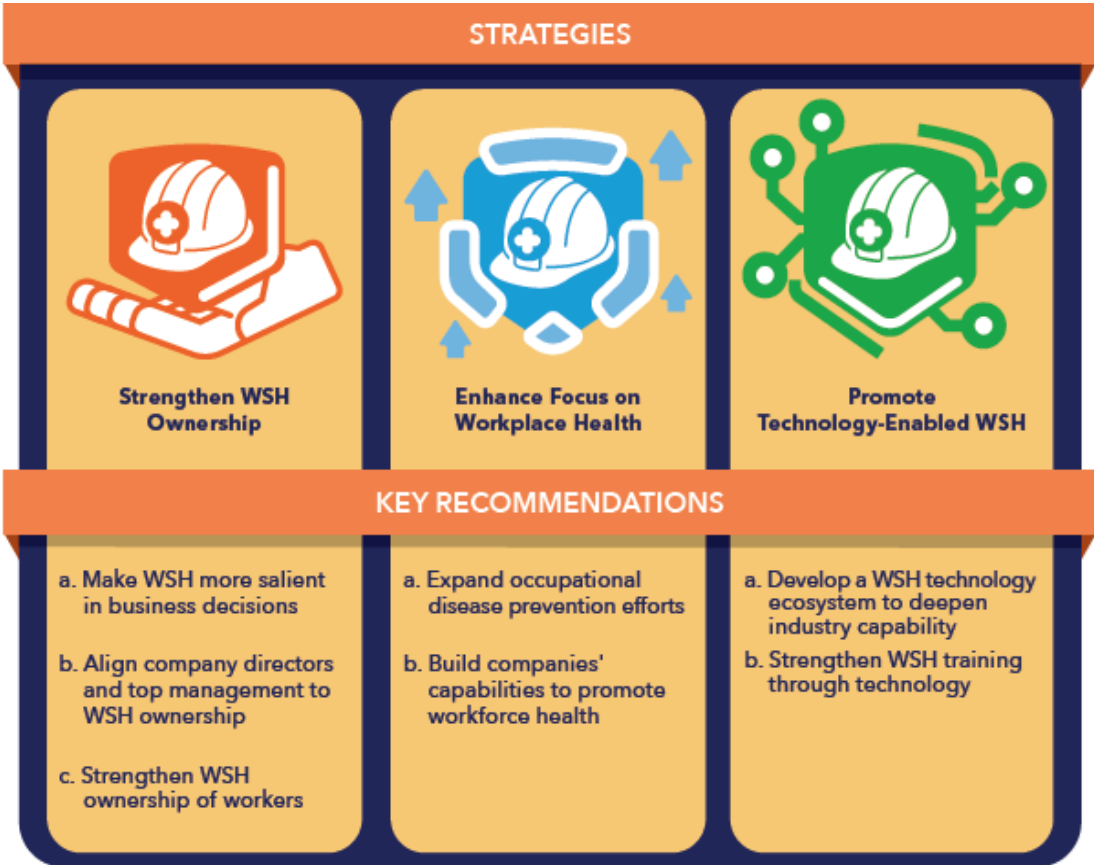 STRATEGIES
Strengthen WSH
Ownership
Enhance Focus on
Workplace Health
Promote
Technology-Enabled WSH
KEY RECOMMENDATIONS
a. Make WSH more salient
in business decisions
b. Align company directors
and top management to
WSH ownership
c. Strengthen WSH
ownership of workers
a. Expand occupational
disease prevention efforts
b. Build companies'
capabilities to promote
workforce health
a. Develop a WSH technology
ecosystem to deepen
industry capability
b. Strengthen WSH training
through technology